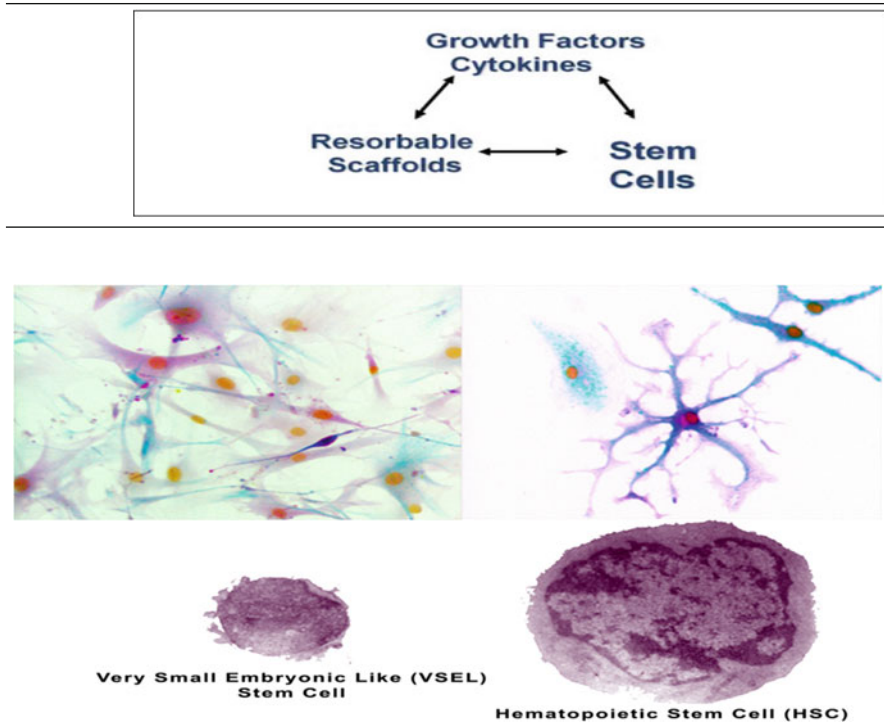 Growth Factors
Cytokines
Resorbable
Scaffolds
Stem
Cells
Very Small Embryonic Like (VSEL)
Stem Cell
Hematopoietic Stem Cell (HSC)